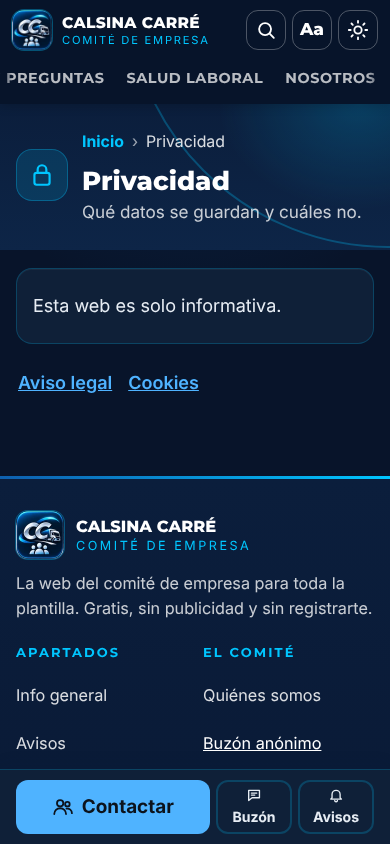 CALSINA CARRÉ
COMITÉ DE EMPRESA
Aa
PREGUNTAS SALUD LABORAL NOSOTROS
Inicio › Privacidad
Privacidad
Qué datos se guardan y cuáles no.
Esta web es solo informativa.
Aviso legal Cookies
CC
CALSINA CARRÉ
COMITÉ DE EMPRESA
La web del comité de empresa para toda la
plantilla. Gratis, sin publicidad y sin registrarte.
APARTADOS EL COMITÉ
Info general Quiénes somos
Avisos Buzón anónimo
Contactar Buzón Avisos